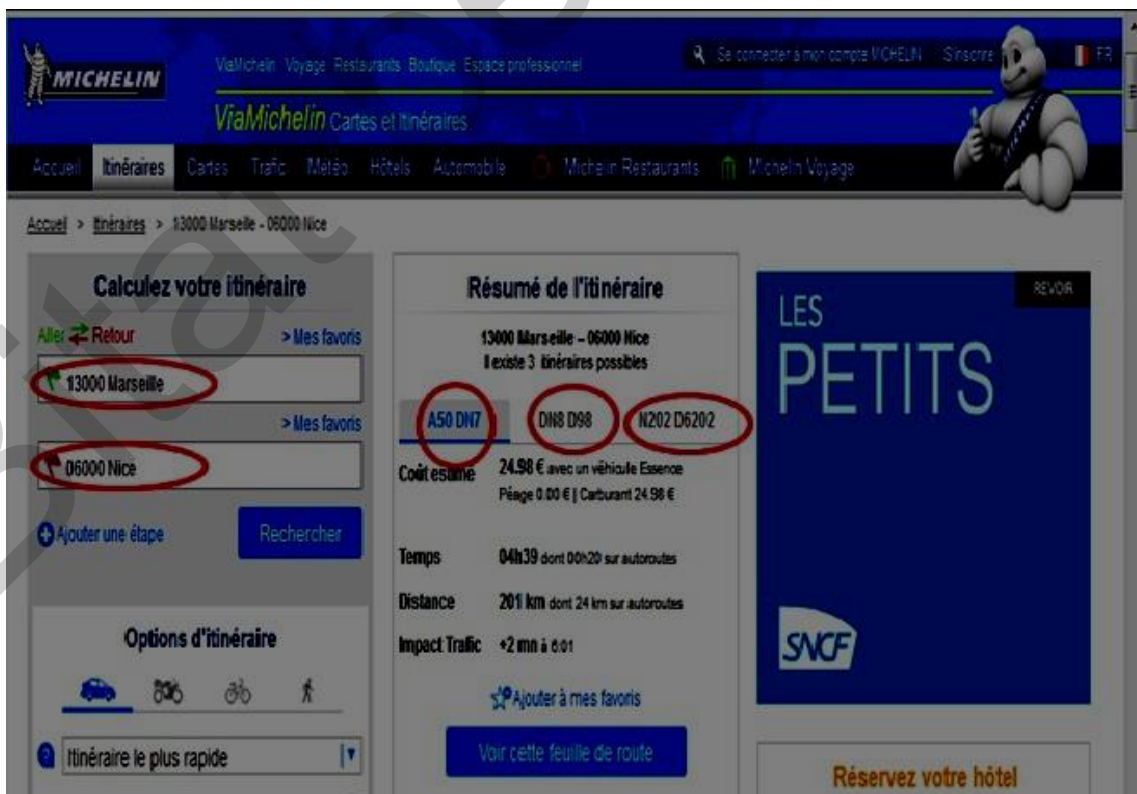 MICHELIN
ViaMichelin Voyage Restaurants Boutique Espace professionnel
Se connecter à mon compte MICHELIN S'inscrire FR
ViaMichelin Cartes et Itinéraires
Accueil Itinéraires Cartes Trafic Météo Hôtels Automobile Michelin Restaurants Michelin Voyage
Accueil > Itinéraires > 13000 Marseille - 06000 Nice
Calculez votre itinéraire
Aller Retour > Mes favoris
13000 Marseille
> Mes favoris
06000 Nice
Ajouter une étape Rechercher
Options d'itinéraire
Itinéraire le plus rapide
Résumé de l'itinéraire
13000 Marseille – 06000 Nice
Il existe 3 itinéraires possibles
A50 DN7 DN8 D98 N202 D6202
Coût estimé 24.98 € avec un véhicule Essence
Péage 0.00 € | Carburant 24.98 €
Temps 04h39 dont 00h20 sur autoroutes
Distance 201 km dont 24 km sur autoroutes
Impact Trafic +2 mn à 6:01
Ajouter à mes favoris
Voir cette feuille de route
REVOIR
LES
PETITS
SNCF
Réservez votre hôtel